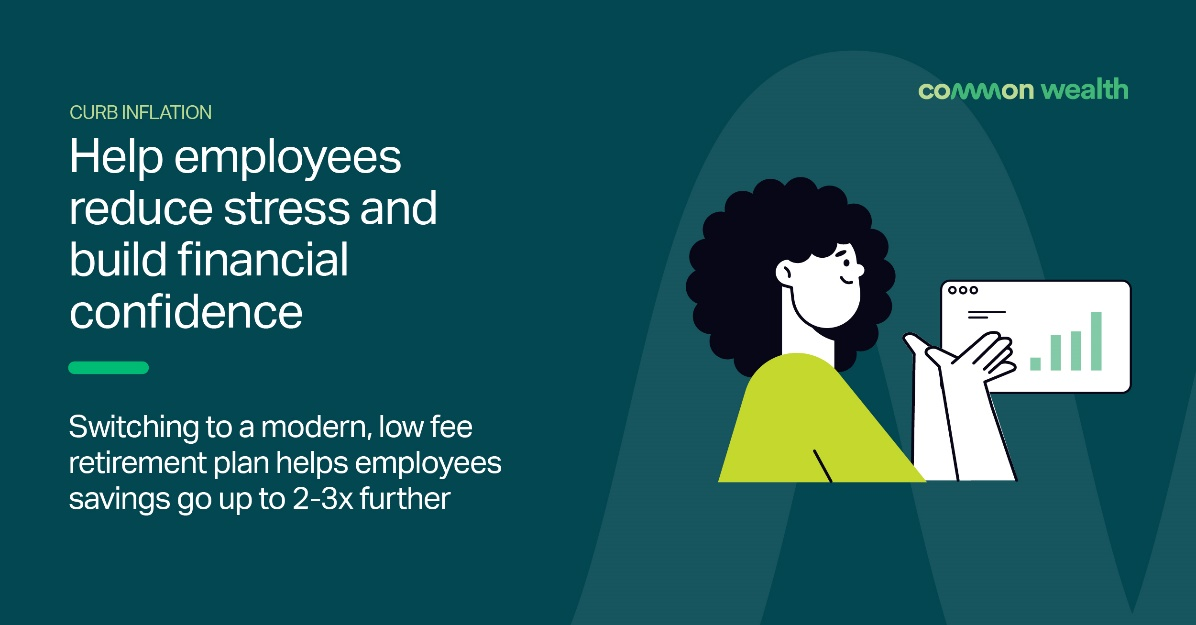 common wealth
CURB INFLATION
Help employees
reduce stress and
build financial
confidence
Switching to a modern, low fee
retirement plan helps employees
savings go up to 2-3x further